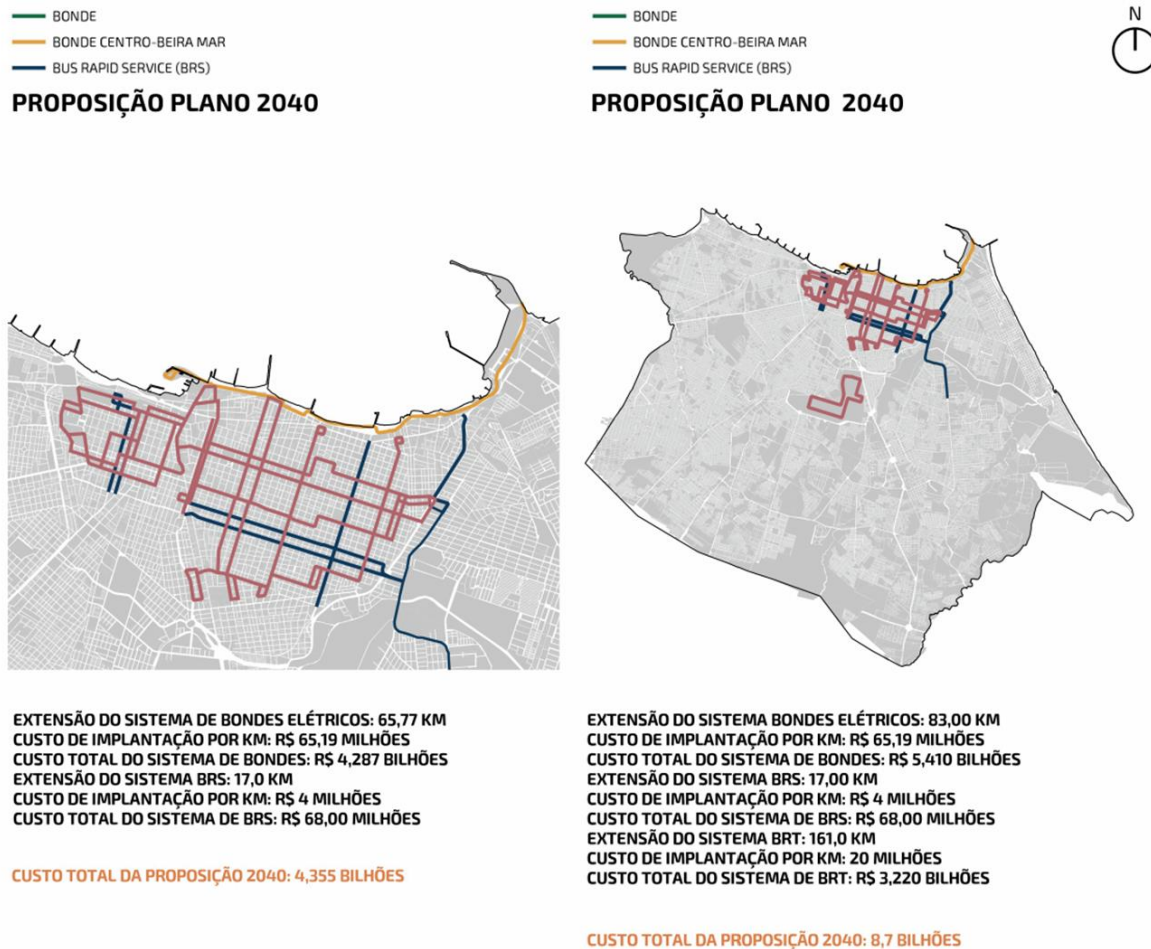 BONDE
BONDE CENTRO-BEIRA MAR
BUS RAPID SERVICE (BRS)
PROPOSIÇÃO PLANO 2040
EXTENSÃO DO SISTEMA DE BONDES ELÉTRICOS: 65,77 KM
CUSTO DE IMPLANTAÇÃO POR KM: R$ 65,19 MILHÕES
CUSTO TOTAL DO SISTEMA DE BONDES: R$ 4,287 BILHÕES
EXTENSÃO DO SISTEMA BRS: 17,0 KM
CUSTO DE IMPLANTAÇÃO POR KM: R$ 4 MILHÕES
CUSTO TOTAL DO SISTEMA DE BRS: R$ 68,00 MILHÕES
CUSTO TOTAL DA PROPOSIÇÃO 2040: 4,355 BILHÕES
BONDE
BONDE CENTRO-BEIRA MAR
BUS RAPID SERVICE (BRS)
PROPOSIÇÃO PLANO 2040
N
EXTENSÃO DO SISTEMA BONDES ELÉTRICOS: 83,00 KM
CUSTO DE IMPLANTAÇÃO POR KM: R$ 65,19 MILHÕES
CUSTO TOTAL DO SISTEMA DE BONDES: R$ 5,410 BILHÕES
EXTENSÃO DO SISTEMA BRS: 17,00 KM
CUSTO DE IMPLANTAÇÃO POR KM: R$ 4 MILHÕES
CUSTO TOTAL DO SISTEMA DE BRS: R$ 68,00 MILHÕES
EXTENSÃO DO SISTEMA BRT: 161,0 KM
CUSTO DE IMPLANTAÇÃO POR KM: 20 MILHÕES
CUSTO TOTAL DO SISTEMA DE BRT: R$ 3,220 BILHÕES
CUSTO TOTAL DA PROPOSIÇÃO 2040: 8,7 BILHÕES